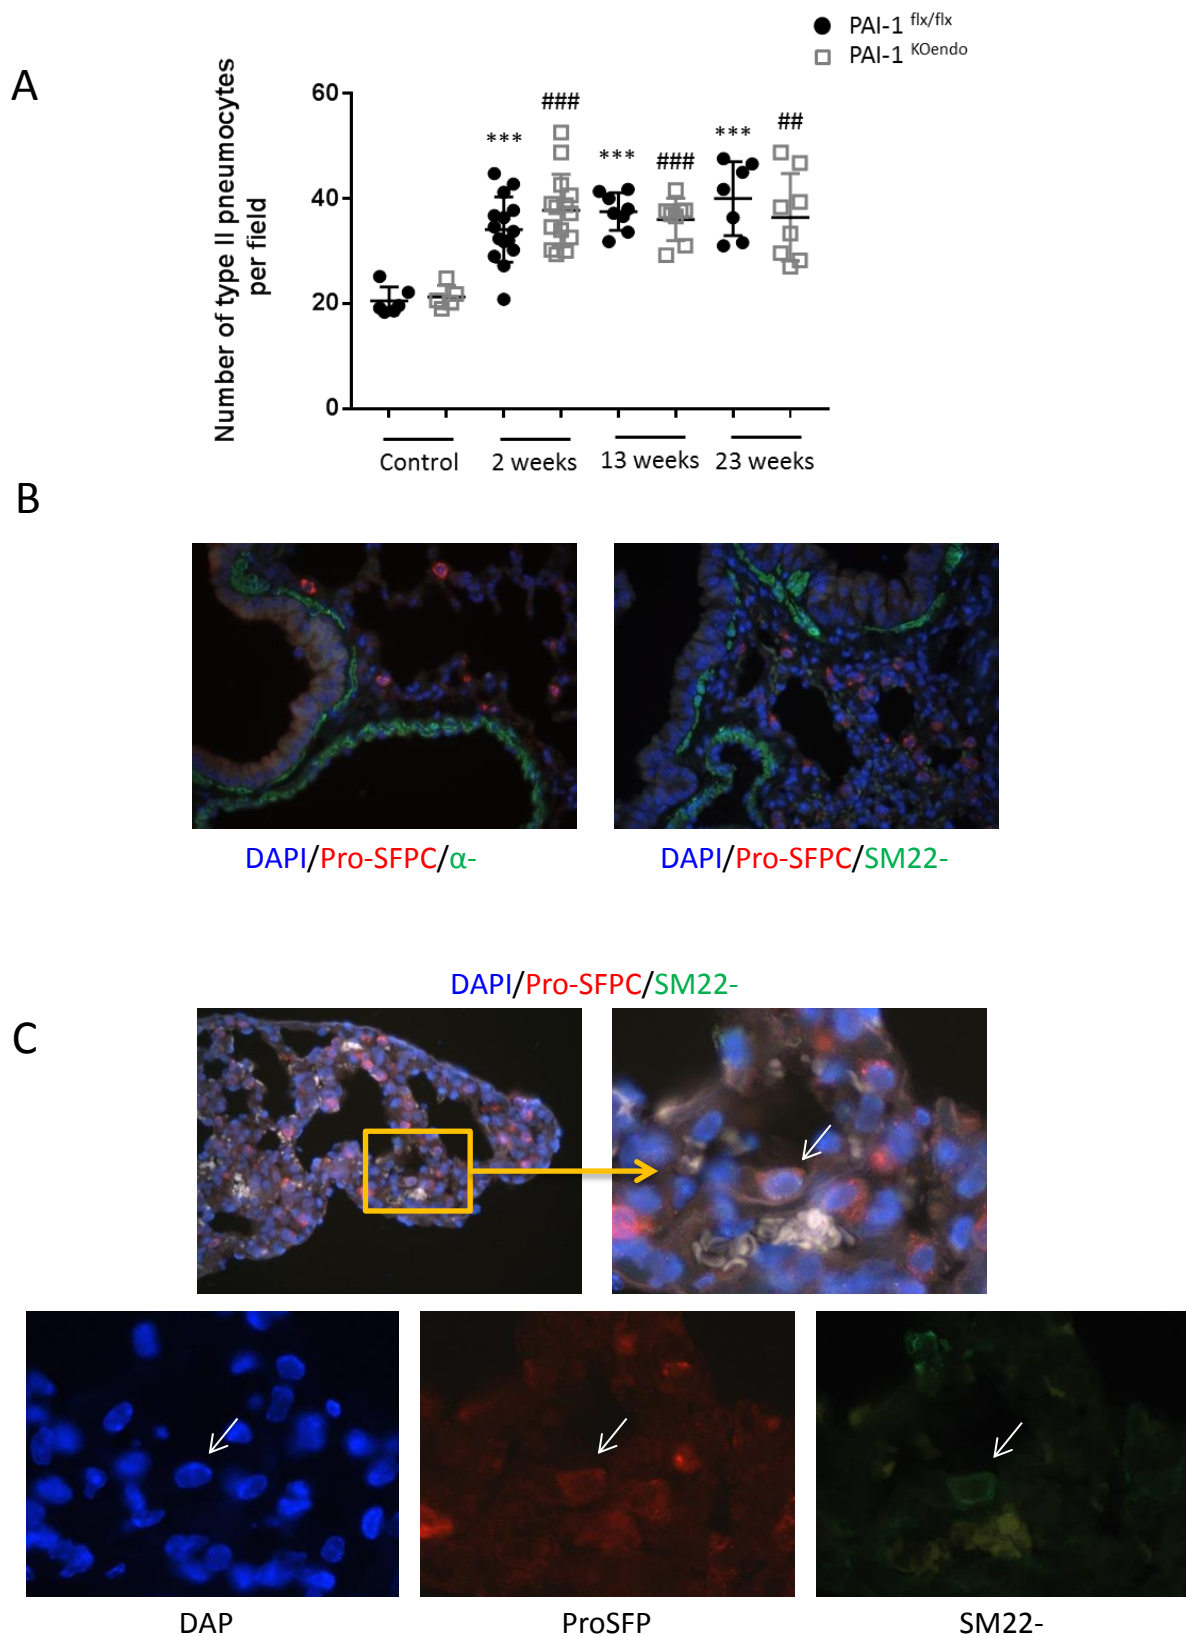 PAI-1 flx/flx
PAI-1 KOendo
A
Number of type II pneumocytes
per field
60
40
20
0
***
###
***
###
***
##
Control
2 weeks
13 weeks
23 weeks
B
DAPI/Pro-SFPC/α-
DAPI/Pro-SFPC/SM22-
DAPI/Pro-SFPC/SM22-
C
DAP
ProSFP
SM22-